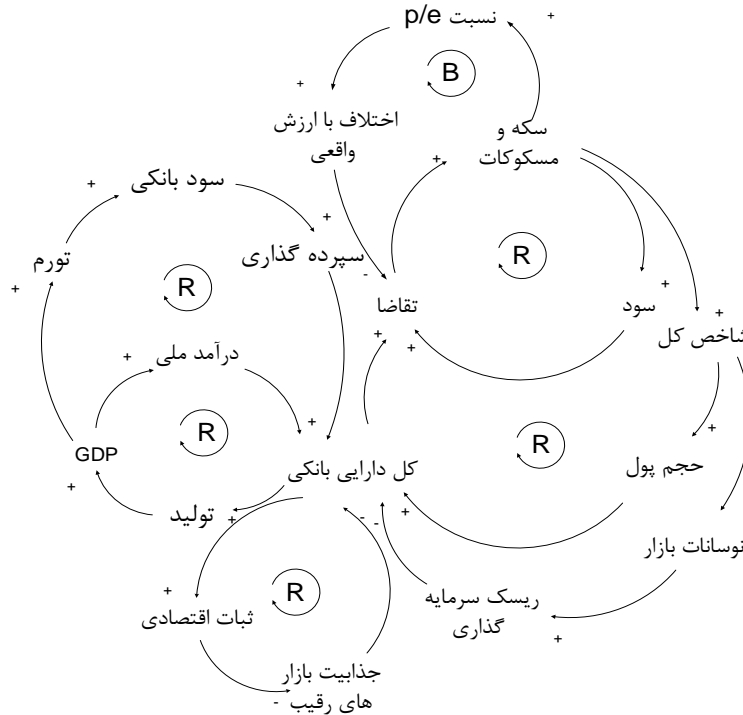 نسبت p/e
+
+
B
اختلاف با ارزش
واقعی
سکه و
مسکوکات
+
+
سود بانکی
+
سپرده گذاری
R
R
تورم
+
-
تقاضا
+
+
سود
+
+
شاخص کل
درآمد ملی
+
R
+
GDP
+
R
+
حجم پول
کل دارایی بانکی
تولید
+
-
-
+
نوسانات بازار
+
ثبات اقتصادی
R
ریسک سرمایه
گذاری
+
جذابیت بازار
های رقیب
-